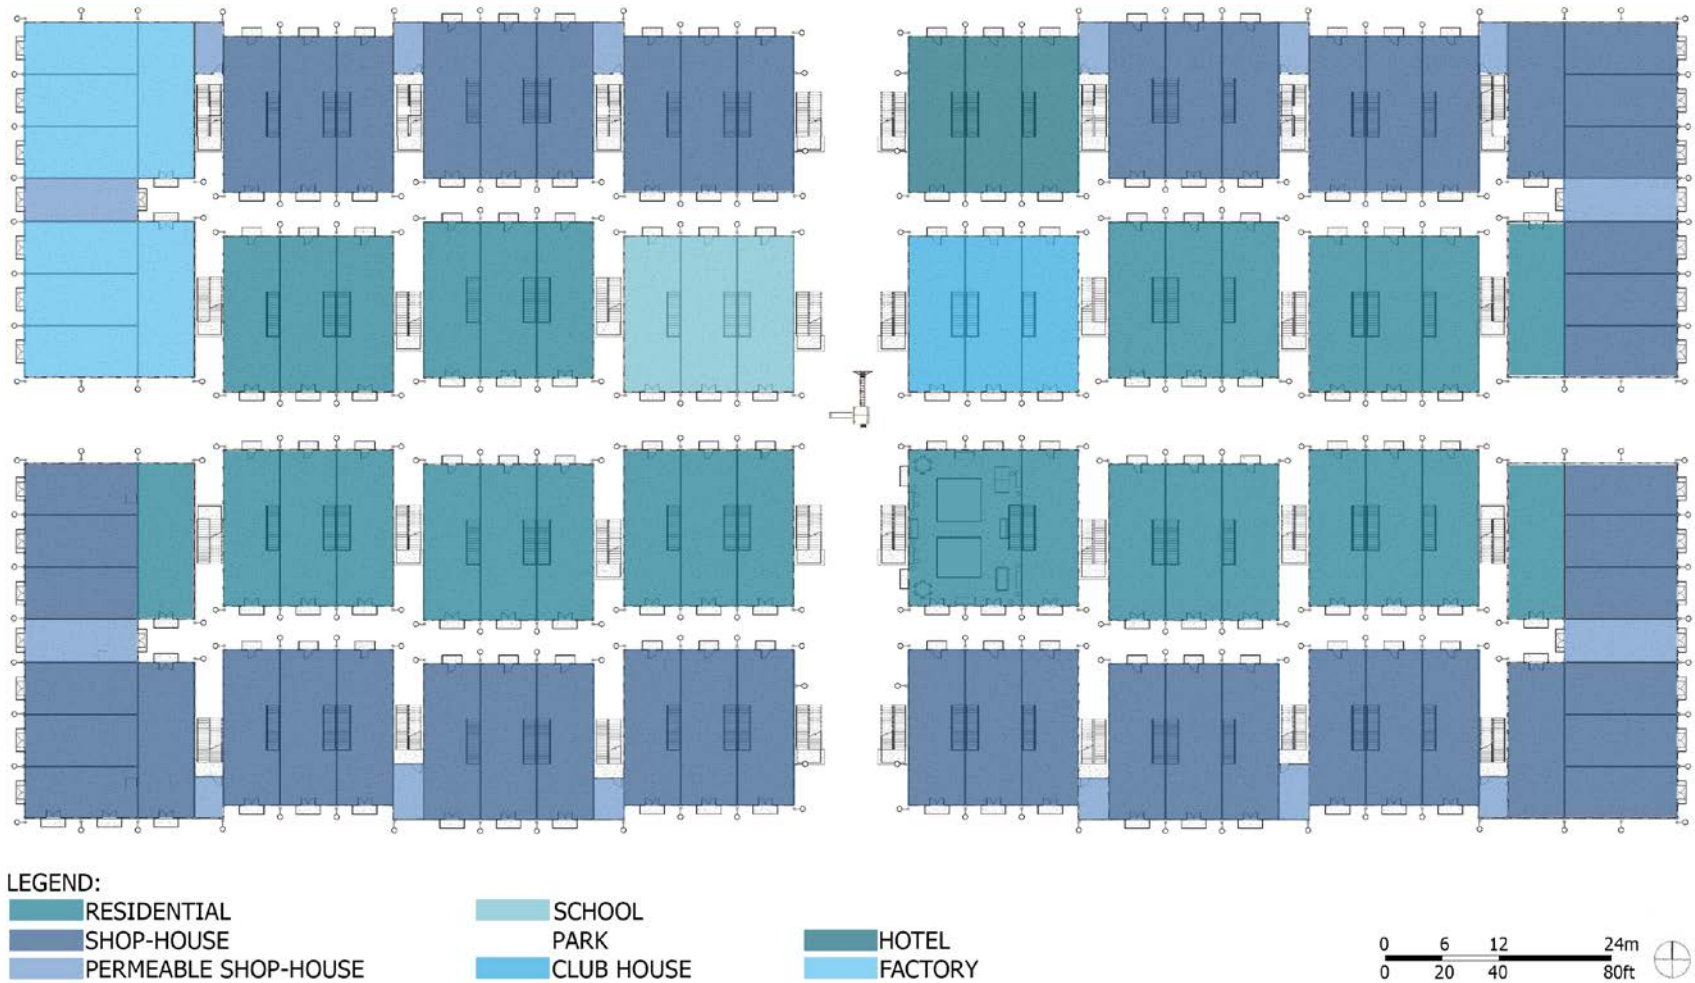 LEGEND:
RESIDENTIAL
SHOP-HOUSE
PERMEABLE SHOP-HOUSE
SCHOOL
PARK
CLUB HOUSE
HOTEL
FACTORY
0 6 12 24m
0 20 40 80ft